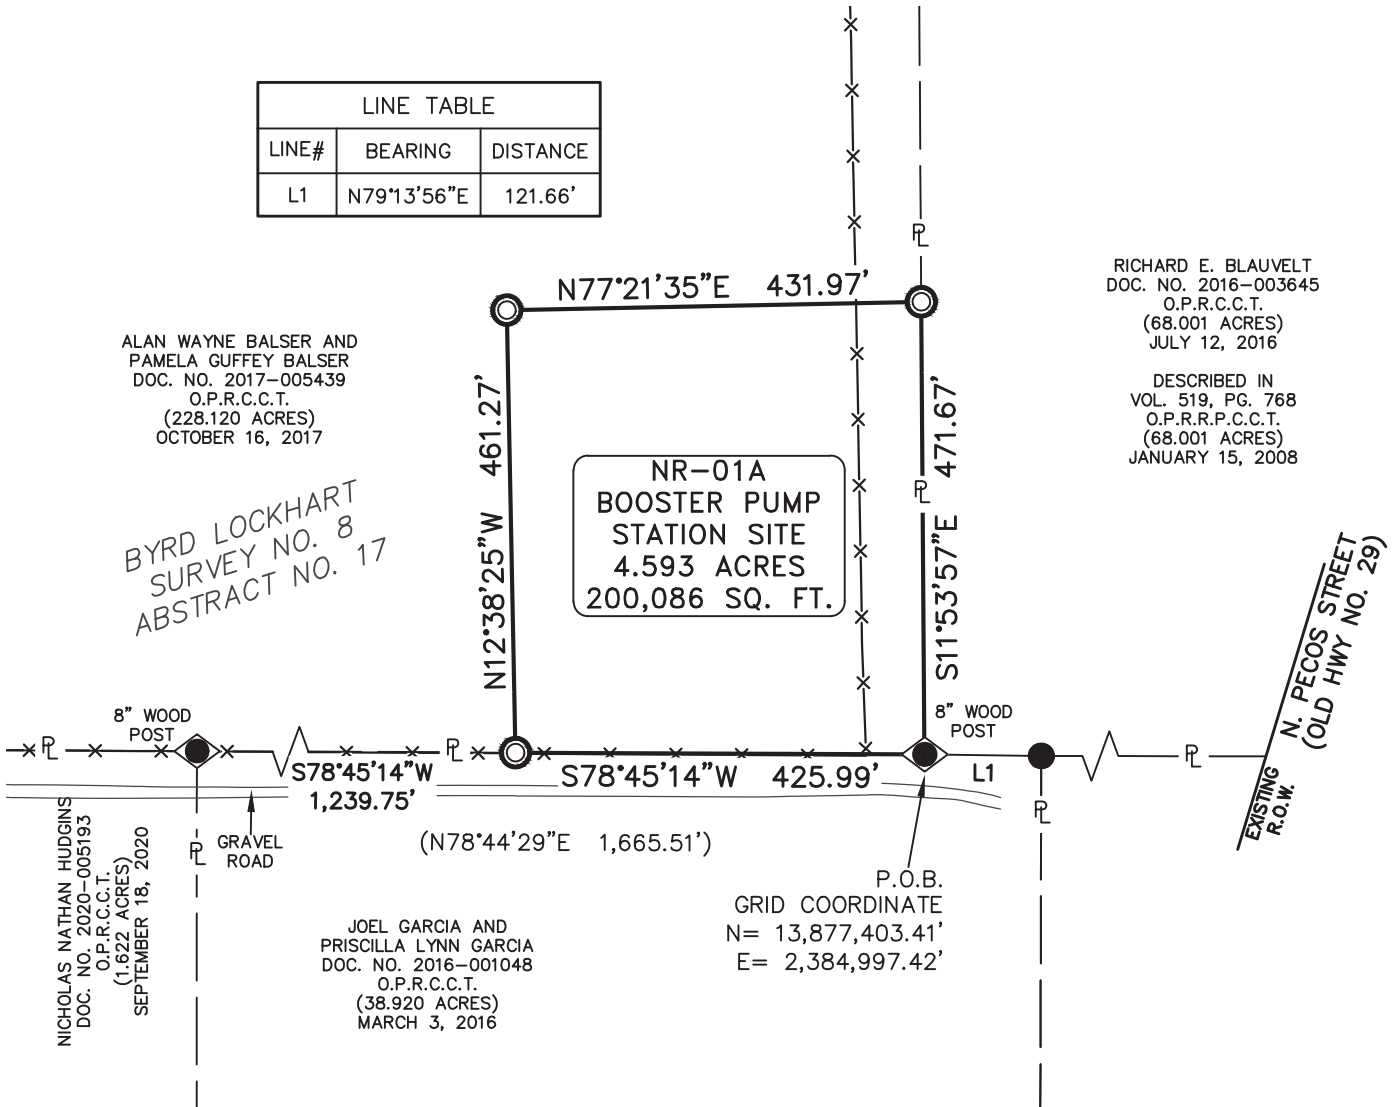 LINE TABLE
LINE# BEARING DISTANCE
L1 N79°13'56"E 121.66'
N77°21'35"E 431.97'
RICHARD E. BLAUVELT
DOC. NO. 2016-003645
O.P.R.C.C.T.
(68.001 ACRES)
JULY 12, 2016
DESCRIBED IN
VOL. 519, PG. 768
O.P.R.R.P.C.C.T.
(68.001 ACRES)
JANUARY 15, 2008
ALAN WAYNE BALSER AND
PAMELA GUFFEY BALSER
DOC. NO. 2017-005439
O.P.R.C.C.T.
(228.120 ACRES)
OCTOBER 16, 2017
BYRD LOCKHART
SURVEY NO. 8
ABSTRACT NO. 17
N12°38'25"W 461.27'
NR-01A
BOOSTER PUMP
STATION SITE
4.593 ACRES
200,086 SQ. FT.
S11°53'57"E 471.67'
PL
PL
N. PECOS STREET
(OLD HWY NO. 29)
EXISTING
R.O.W.
8" WOOD
POST
8" WOOD
POST
PL
PL
PL
S78°45'14"W
1,239.75'
S78°45'14"W 425.99'
L1
PL
PL
GRAVEL
ROAD
(N78°44'29"E 1,665.51')
P.O.B.
GRID COORDINATE
N= 13,877,403.41'
E= 2,384,997.42'
NICHOLAS NATHAN HUDGINS
DOC. NO. 2020-005193
O.P.R.C.C.T.
(1.622 ACRES)
SEPTEMBER 18, 2020
JOEL GARCIA AND
PRISCILLA LYNN GARCIA
DOC. NO. 2016-001048
O.P.R.C.C.T.
(38.920 ACRES)
MARCH 3, 2016